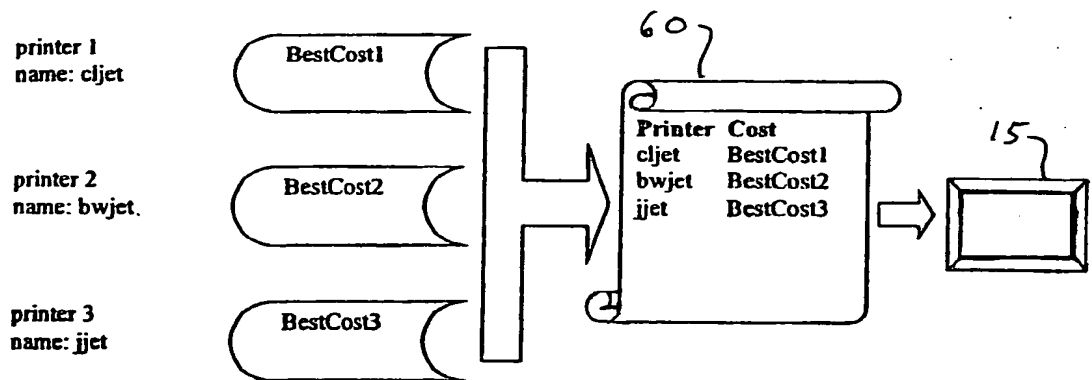 printer 1
name: cljet
BestCost1
printer 2
name: bwjet.
BestCost2
printer 3
name: jjet
BestCost3
60
Printer Cost
cljet BestCost1
bwjet BestCost2
jjet BestCost3
15